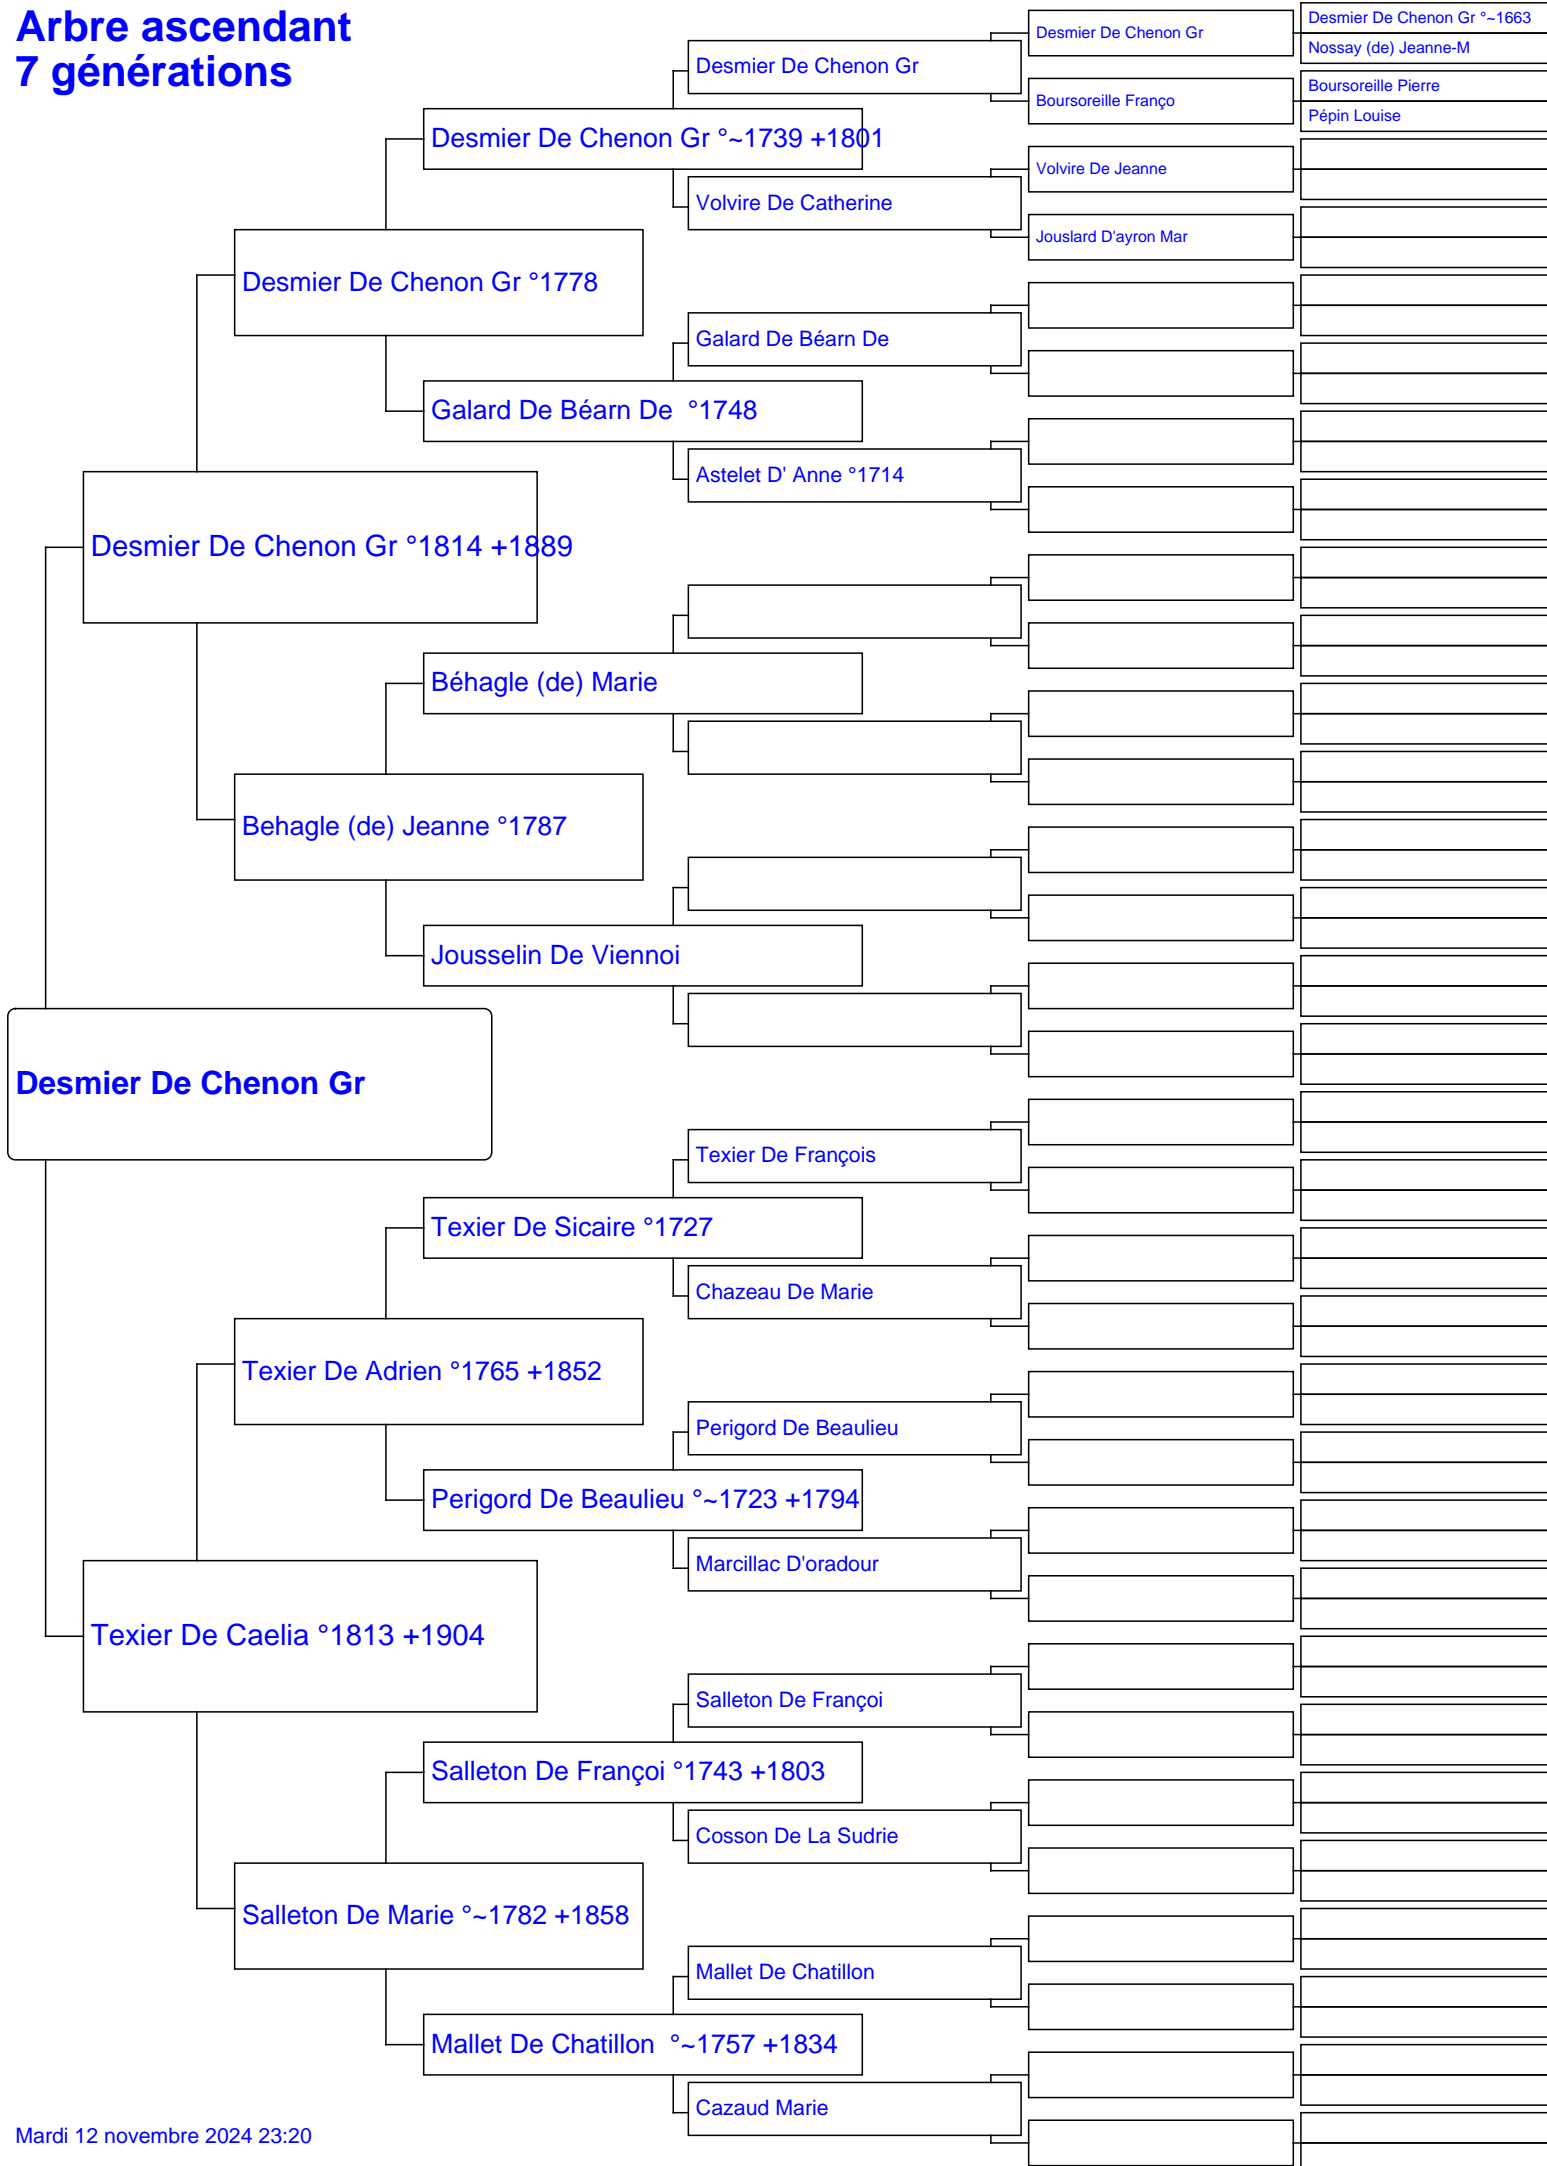 Arbre ascendant
7 générations
Desmier De Chenon Gr
Desmier De Chenon Gr °1814 +1889
Texier De Caelia °1813 +1904
Desmier De Chenon Gr °1778
Behagle (de) Jeanne °1787
Texier De Adrien °1765 +1852
Salleton De Marie °~1782 +1858
Desmier De Chenon Gr °~1739 +1801
Galard De Béarn De  °1748
Béhagle (de) Marie
Jousselin De Viennoi
Texier De Sicaire °1727
Perigord De Beaulieu °~1723 +1794
Salleton De Françoi °1743 +1803
Mallet De Chatillon  °~1757 +1834
Desmier De Chenon Gr
Volvire De Catherine
Galard De Béarn De
Astelet D' Anne °1714
Texier De François
Chazeau De Marie
Perigord De Beaulieu
Marcillac D'oradour
Salleton De Françoi
Cosson De La Sudrie
Mallet De Chatillon
Cazaud Marie
Desmier De Chenon Gr
Boursoreille Franço
Volvire De Jeanne
Jouslard D'ayron Mar
Desmier De Chenon Gr °~1663
Nossay (de) Jeanne-M
Boursoreille Pierre
Pépin Louise
Mardi 12 novembre 2024 23:20